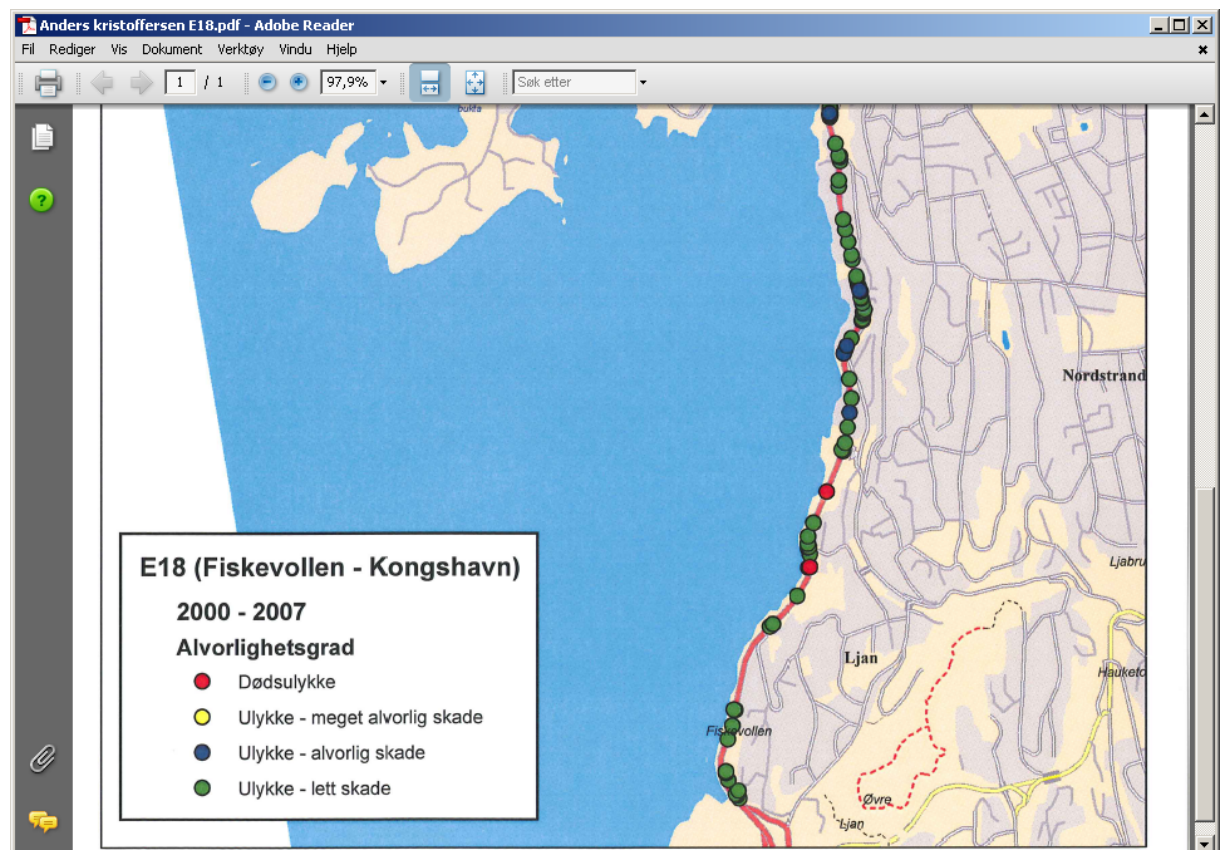 Anders kristoffersen E18.pdf - Adobe Reader
Fil Rediger Vis Dokument Verktøy Vindu Hjelp
1 / 1 97,9% Søk etter
bukta
Nordstrand
E18 (Fiskevollen - Kongshavn)
2000 - 2007
Alvorlighetsgrad
Dødsulykke
Ulykke - meget alvorlig skade
Ulykke - alvorlig skade
Ulykke - lett skade
Ljabru
Ljan
Hauketo
Fiskevollen
Øvre
Ljan